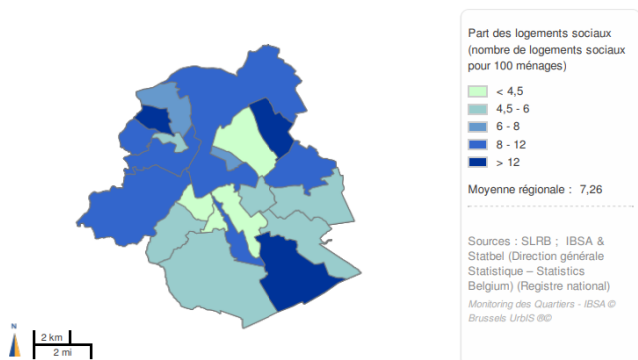 Part des logements sociaux
(nombre de logements sociaux
pour 100 ménages)
< 4,5
4,5 - 6
6 - 8
8 - 12
> 12
Moyenne régionale : 7,26
Sources : SLRB ; IBSA &
Statbel (Direction générale
Statistique – Statistics
Belgium) (Registre national)
Monitoring des Quartiers - IBSA ©
Brussels UrbIS ®©
N
2 km
2 mi